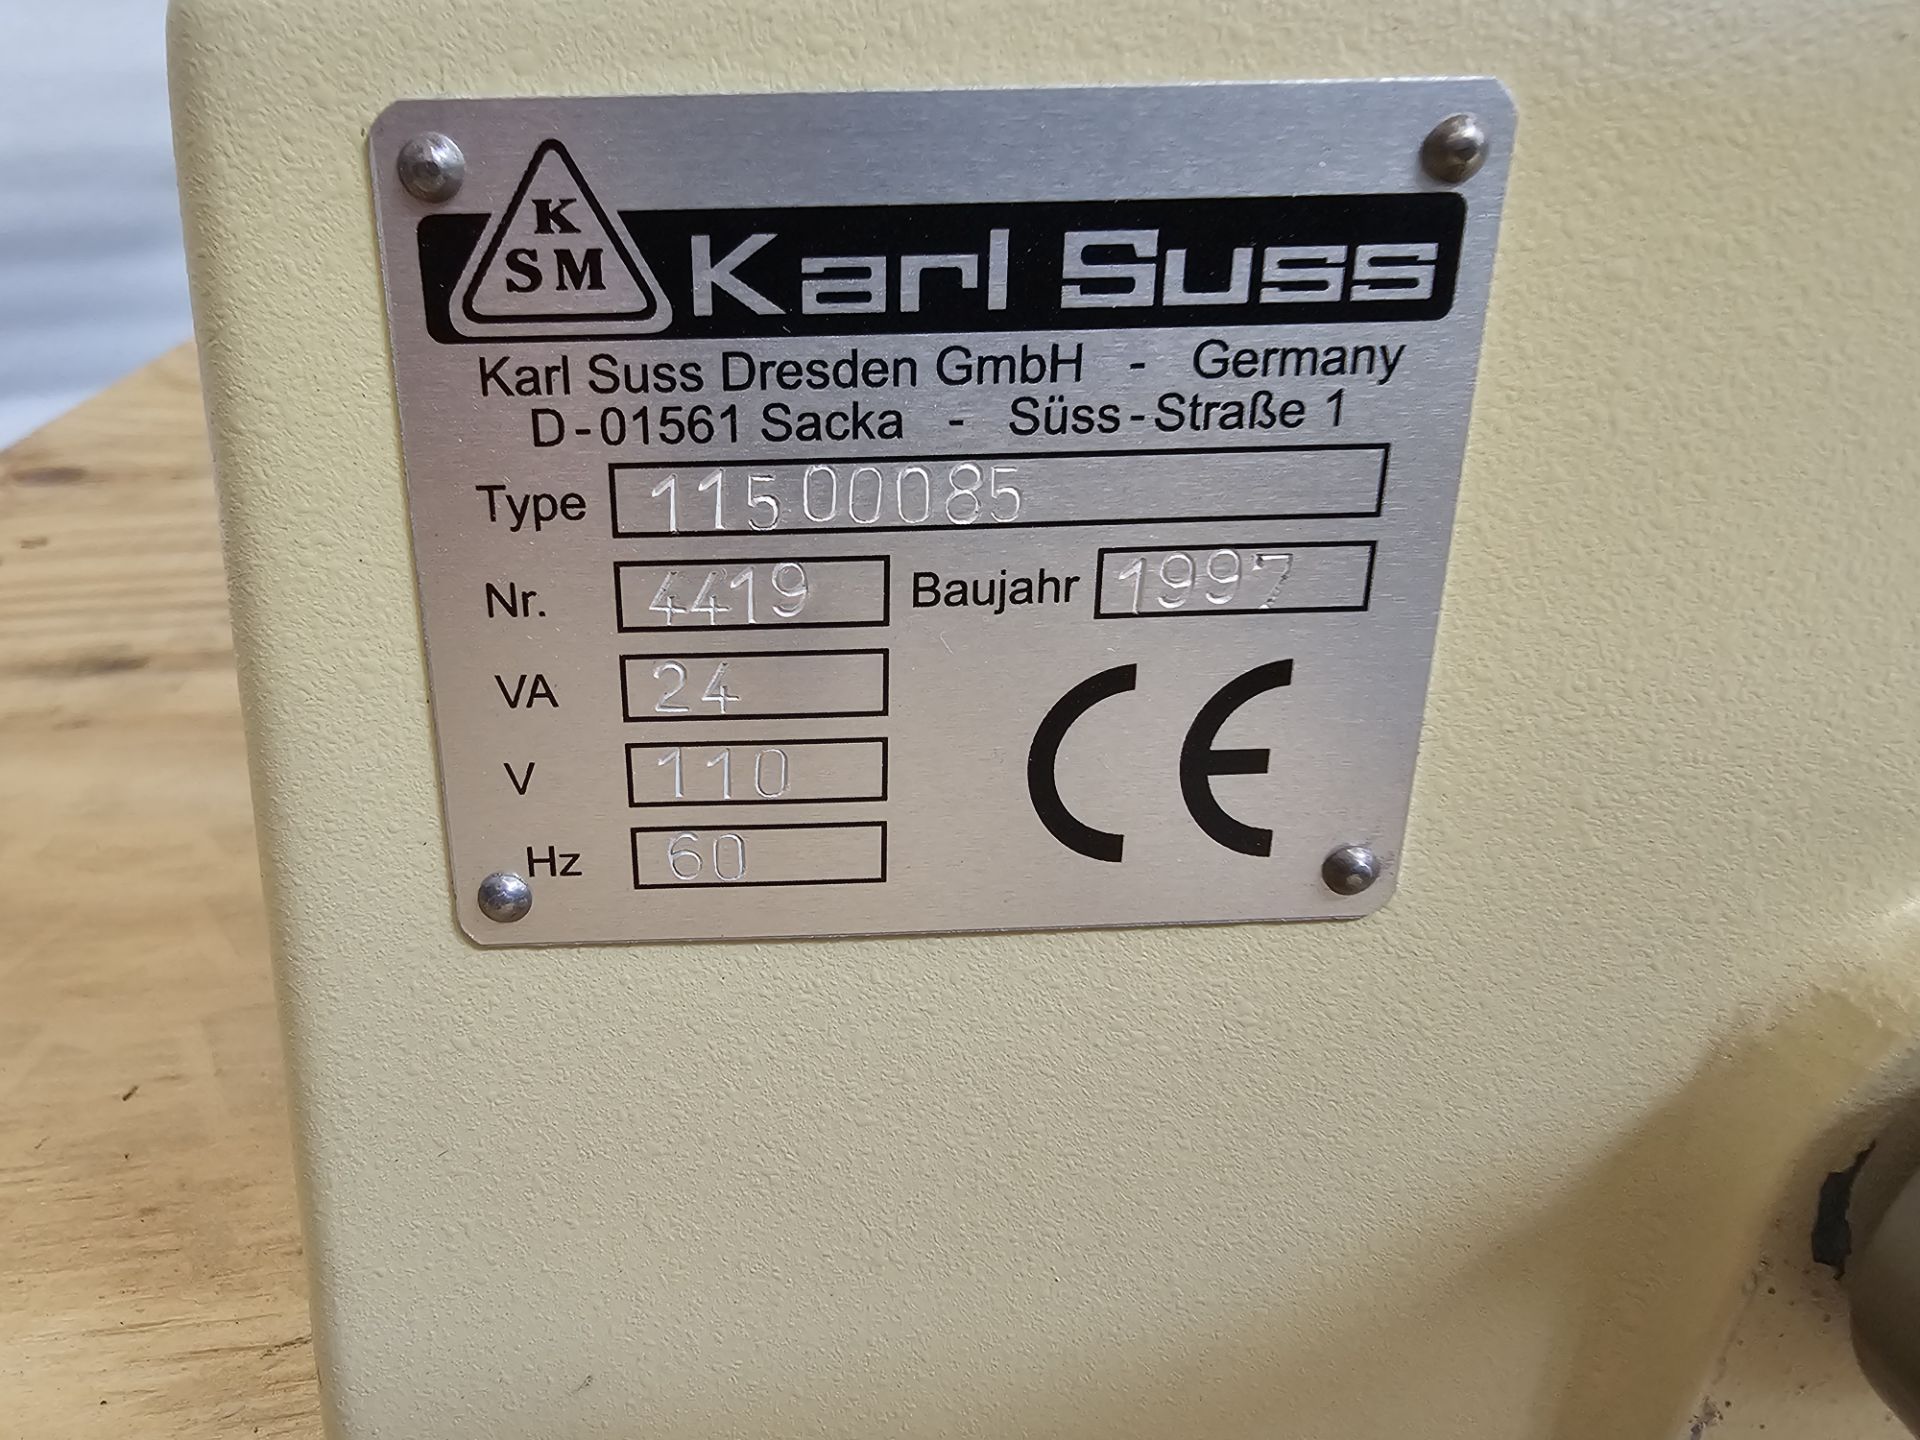 K
SM
Karl Suss
Karl Suss Dresden GmbH - Germany
D-01561 Sacka - Süss-Straße 1
Type 11500085
Nr. 4419 Baujahr 1997
VA 24
V 110
Hz 60
CE